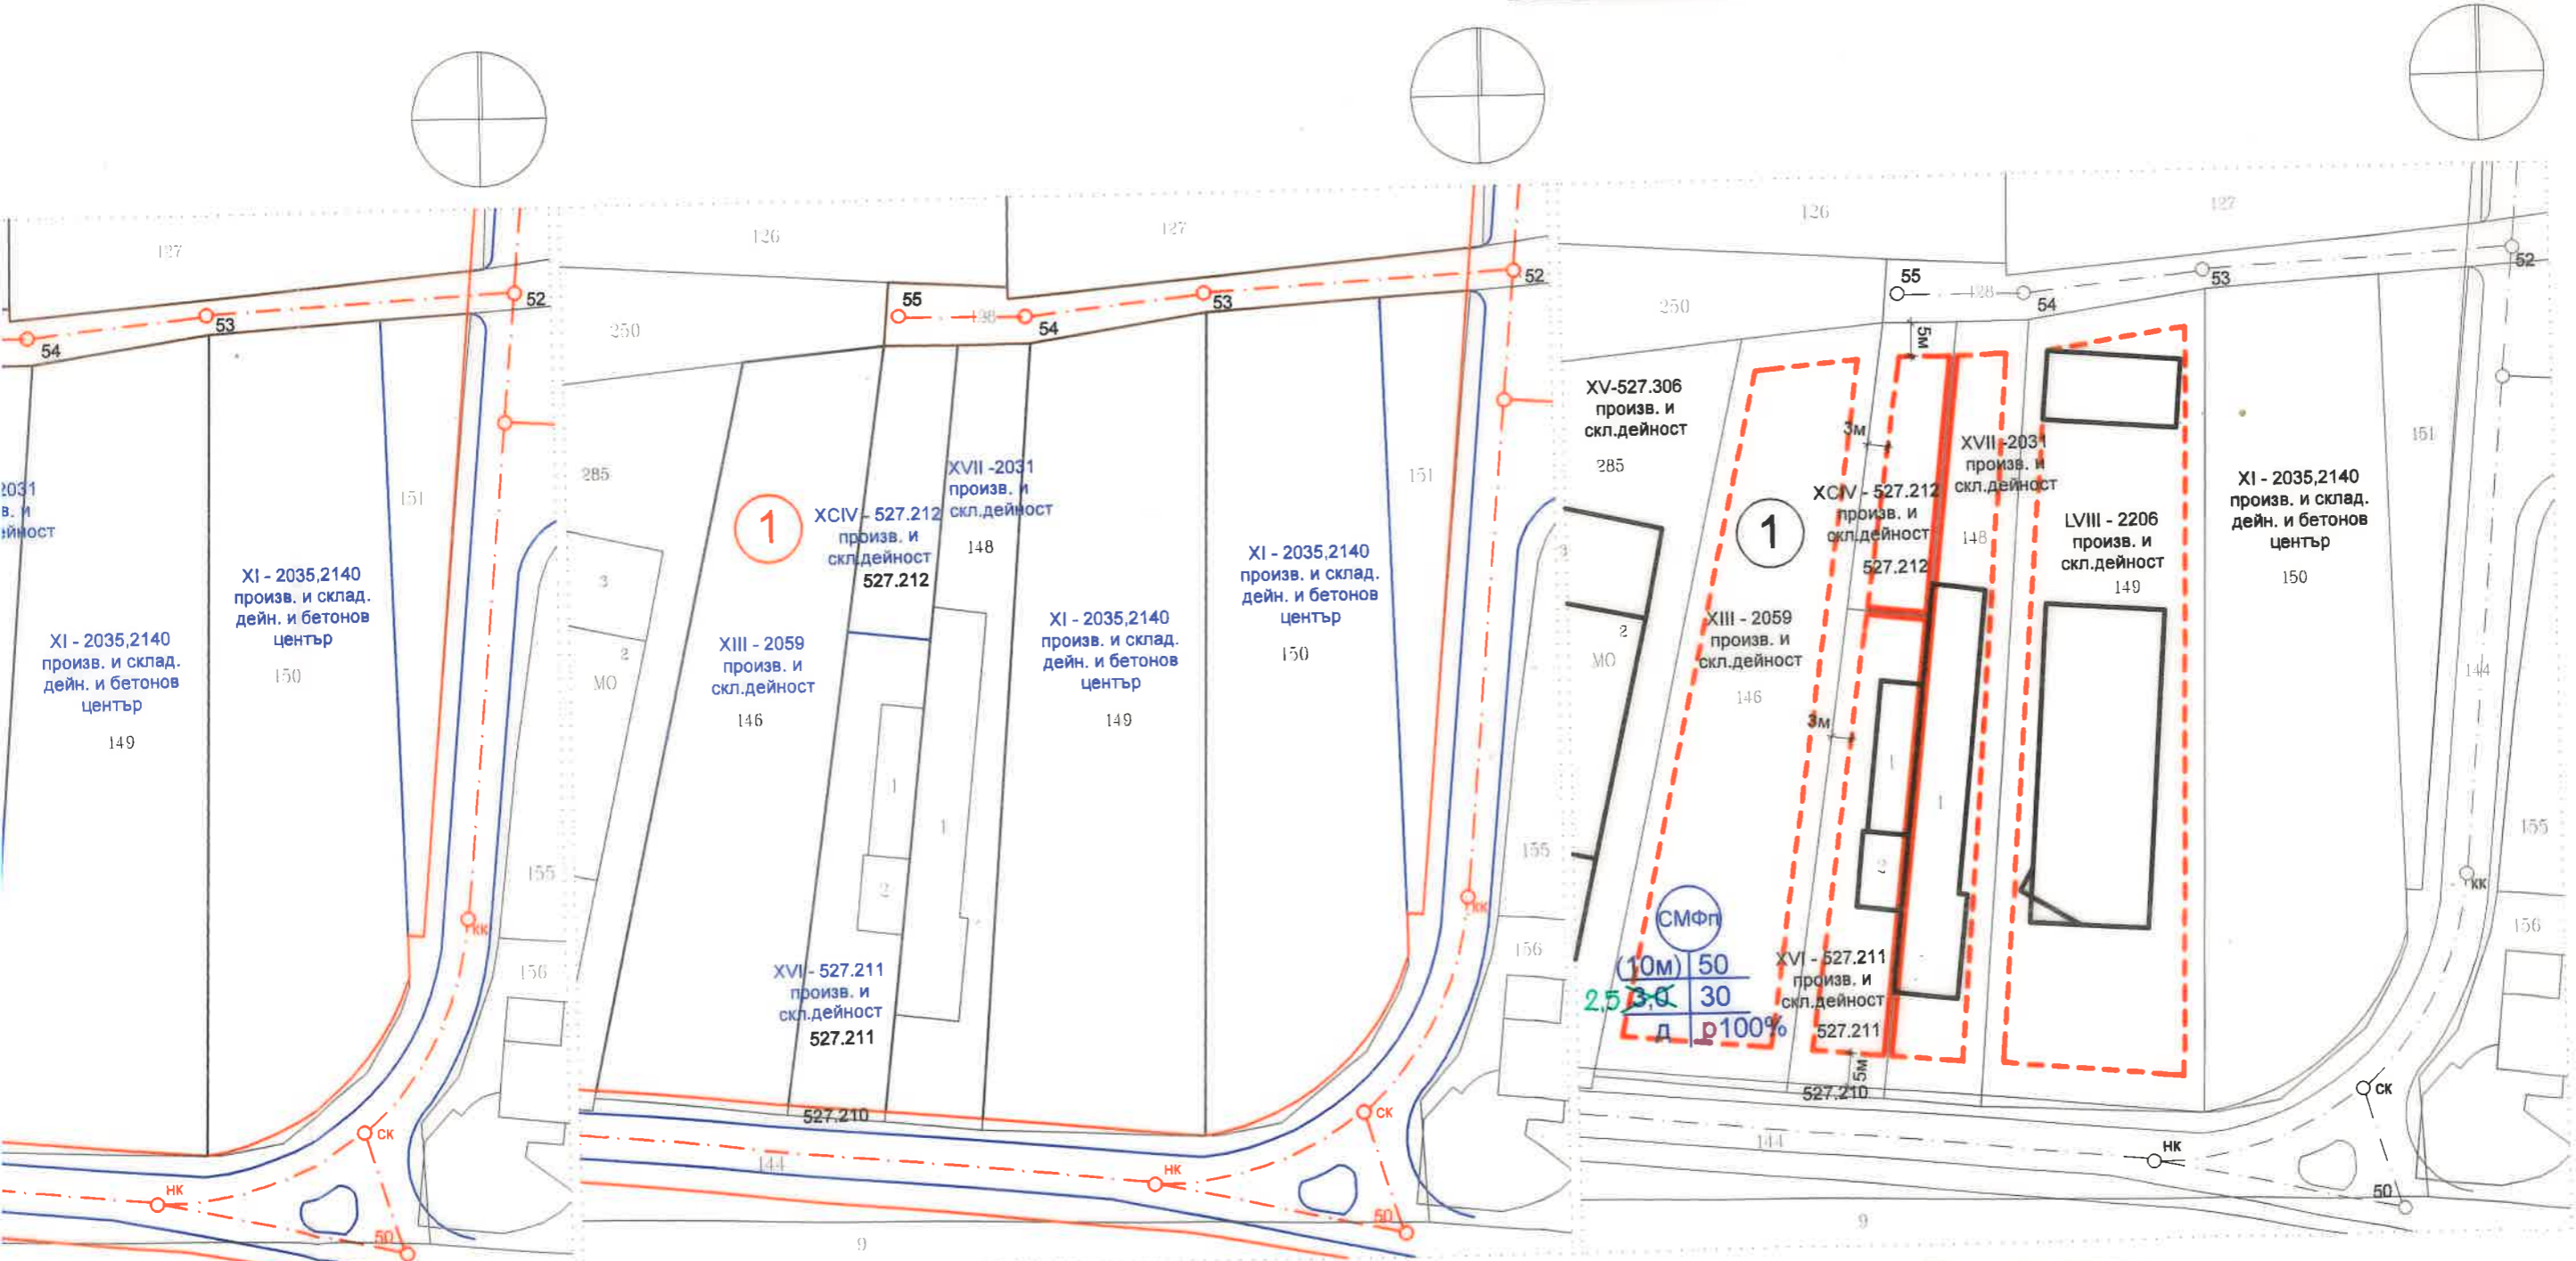 127
52
53
54
2031
в. и
ейност
151
XI - 2035,2140
произв. и склад.
дейн. и бетонов
център
150
XI - 2035,2140
произв. и склад.
дейн. и бетонов
център
149
155
КК
156
СК
НК
50
126
127
55
52
53
54
250
285
XVII -2031
произв. и
скл.дейност
148
151
1
XCIV - 527.212
произв. и
скл.дейност
527.212
3
2
МО
XIII - 2059
произв. и
скл.дейност
146
XI - 2035,2140
произв. и склад.
дейн. и бетонов
център
149
XI - 2035,2140
произв. и склад.
дейн. и бетонов
център
150
1
1
2
155
КК
156
XVI - 527.211
произв. и
скл.дейност
527.211
527.210
СК
144
НК
50
9
126
127
55
128
54
53
52
250
5м
XV-527.306
произв. и
скл.дейност
285
3м
XVII -2031
произв. и
скл.дейност
148
151
1
XCIV - 527.212
произв. и
скл.дейност
527.212
LVIII - 2206
произв. и
скл.дейност
149
XI - 2035,2140
произв. и склад.
дейн. и бетонов
център
150
3
2
МО
XIII - 2059
произв. и
скл.дейност
146
144
3м
1
1
2
155
КК
156
СМФп
(10м) 50
2,5 3,0 30
д р100%
XVI - 527.211
произв. и
скл.дейност
527.211
5м
527.210
СК
144
НК
50
9